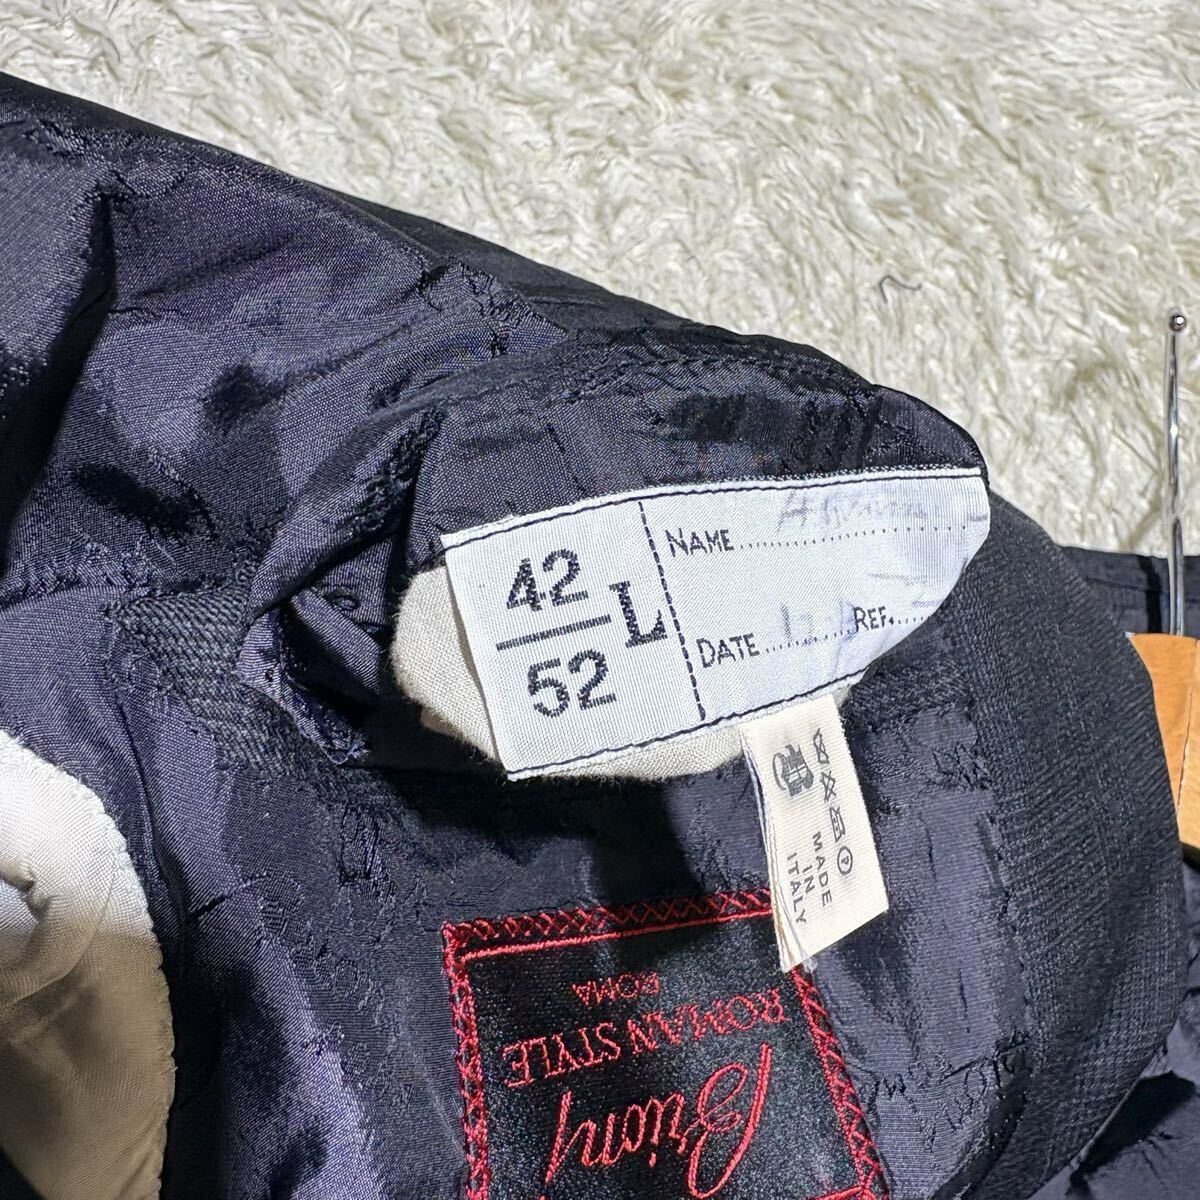 42
52
L
NAME
DATE
REF.
MADE
IN
ITALY
Brioni
ROMAN STYLE
ROMA